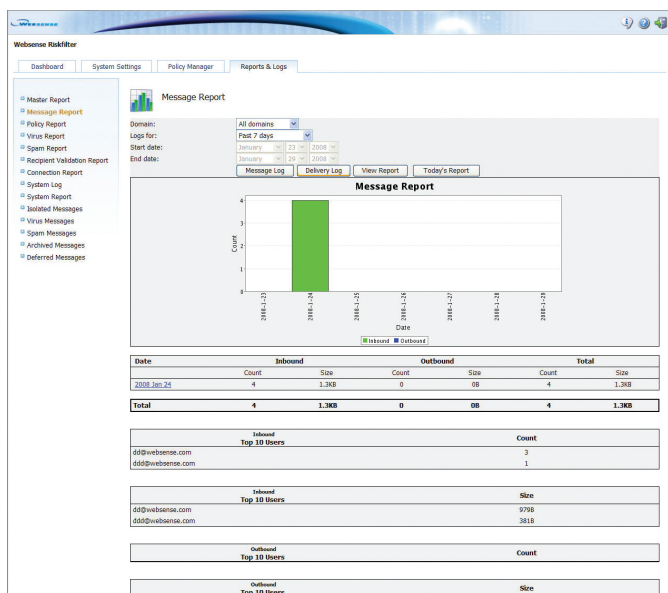 WEBSENSE
Websense Riskfilter
Dashboard System Settings Policy Manager Reports & Logs
Master Report
Message Report
Policy Report
Virus Report
Spam Report
Recipient Validation Report
Connection Report
System Log
System Report
Isolated Messages
Virus Messages
Spam Messages
Archived Messages
Deferred Messages
Message Report
Domain: All domains
Logs for: Past 7 days
Start date: January 23 2008
End date: January 29 2008
Message Log Delivery Log View Report Today's Report
Message Report
4
3
2
1
0
Count
2008-1-23 2008-1-24 2008-1-25 2008-1-26 2008-1-27 2008-1-28 2008-1-29
Date
Inbound Outbound
Date Inbound Outbound Total
Count Size Count Size Count Size
2008 Jan 24 4 1.3KB 0 0B 4 1.3KB
Total 4 1.3KB 0 0B 4 1.3KB
Inbound
Top 10 Users Count
dd@websense.com 3
ddd@websense.com 1
Inbound
Top 10 Users Size
dd@websense.com 979B
ddd@websense.com 381B
Outbound
Top 10 Users Count
Outbound
Top 10 Users Size